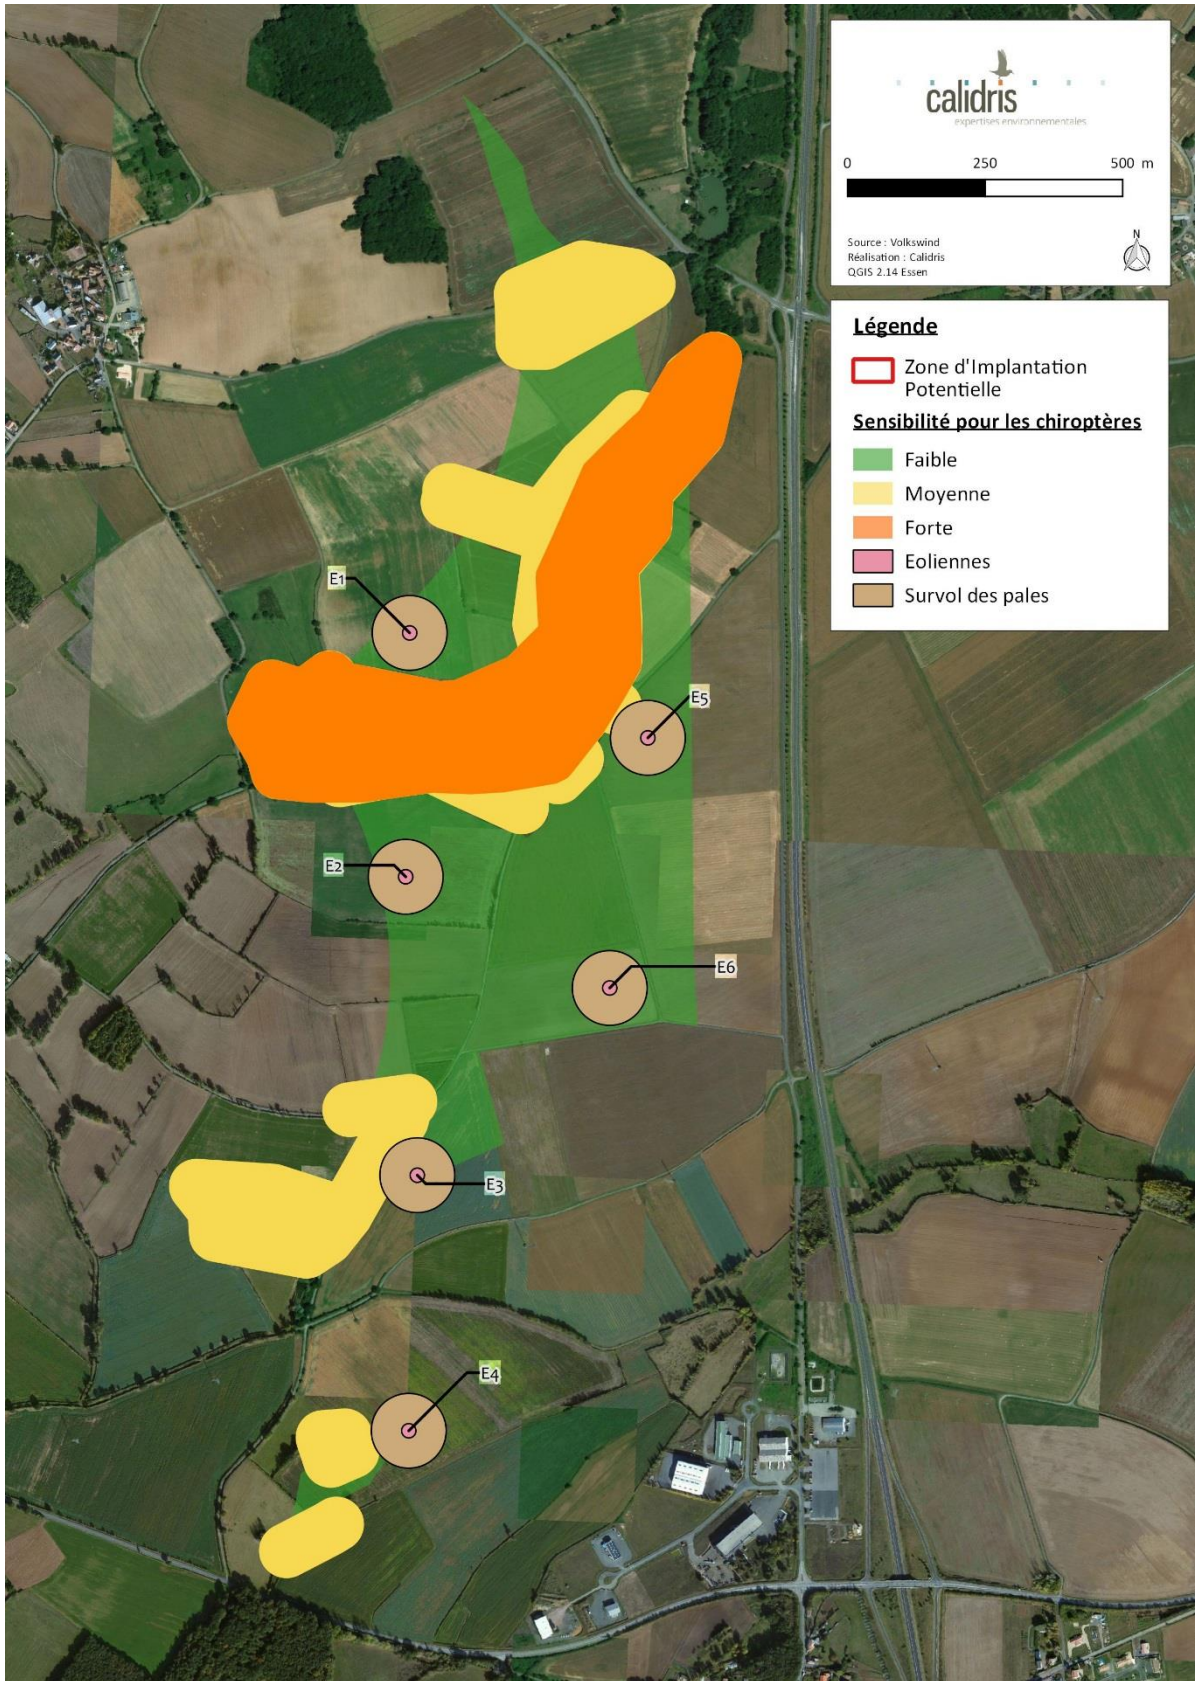 calidris
expertises environnementales
0 250 500 m
Source : Volkswind
Réalisation : Calidris
QGIS 2.14 Essen
N
Légende
Zone d'Implantation
Potentielle
Sensibilité pour les chiroptères
Faible
Moyenne
Forte
Eoliennes
Survol des pales
E1
E5
E2
E6
E3
E4